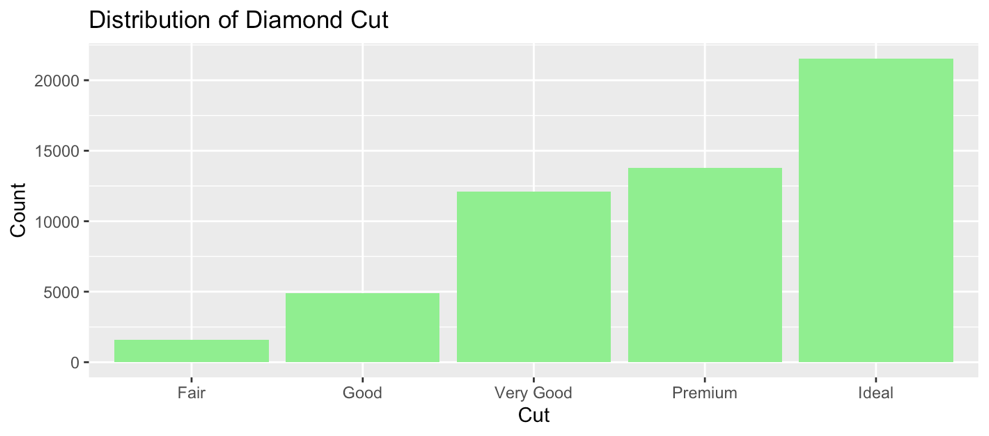 Distribution of Diamond Cut
Count
20000
15000
10000
5000
0
Fair Good Very Good Premium Ideal
Cut